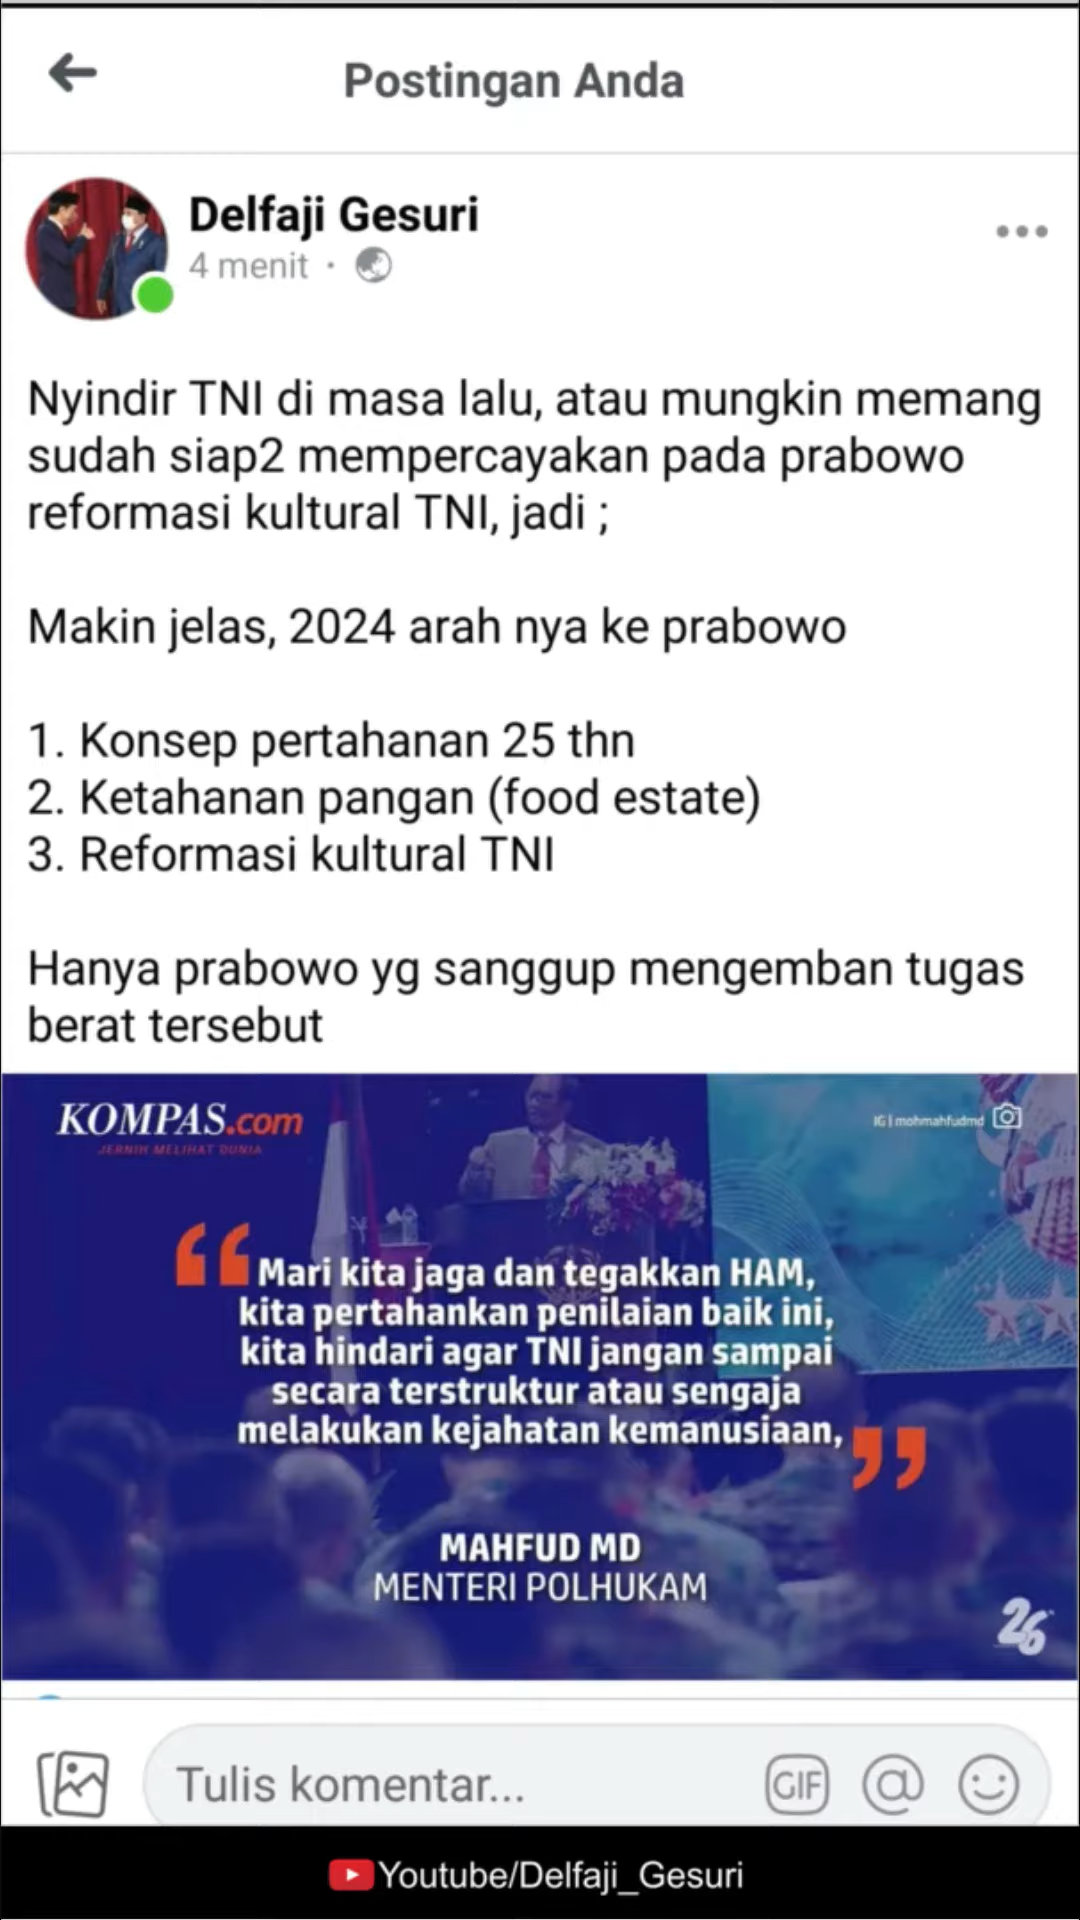 Postingan Anda
Delfaji Gesuri
4 menit ·
Nyindir TNI di masa lalu, atau mungkin memang
sudah siap2 mempercayakan pada prabowo
reformasi kultural TNI, jadi ;
Makin jelas, 2024 arah nya ke prabowo
1. Konsep pertahanan 25 thn
2. Ketahanan pangan (food estate)
3. Reformasi kultural TNI
Hanya prabowo yg sanggup mengemban tugas
berat tersebut
KOMPAS.com
JERNIH MELIHAT DUNIA
IG | mohmahfudmd
“Mari kita jaga dan tegakkan HAM,
kita pertahankan penilaian baik ini,
kita hindari agar TNI jangan sampai
secara terstruktur atau sengaja
melakukan kejahatan kemanusiaan,”
MAHFUD MD
MENTERI POLHUKAM
26
Tulis komentar...
GIF
@
Youtube/Delfaji_Gesuri